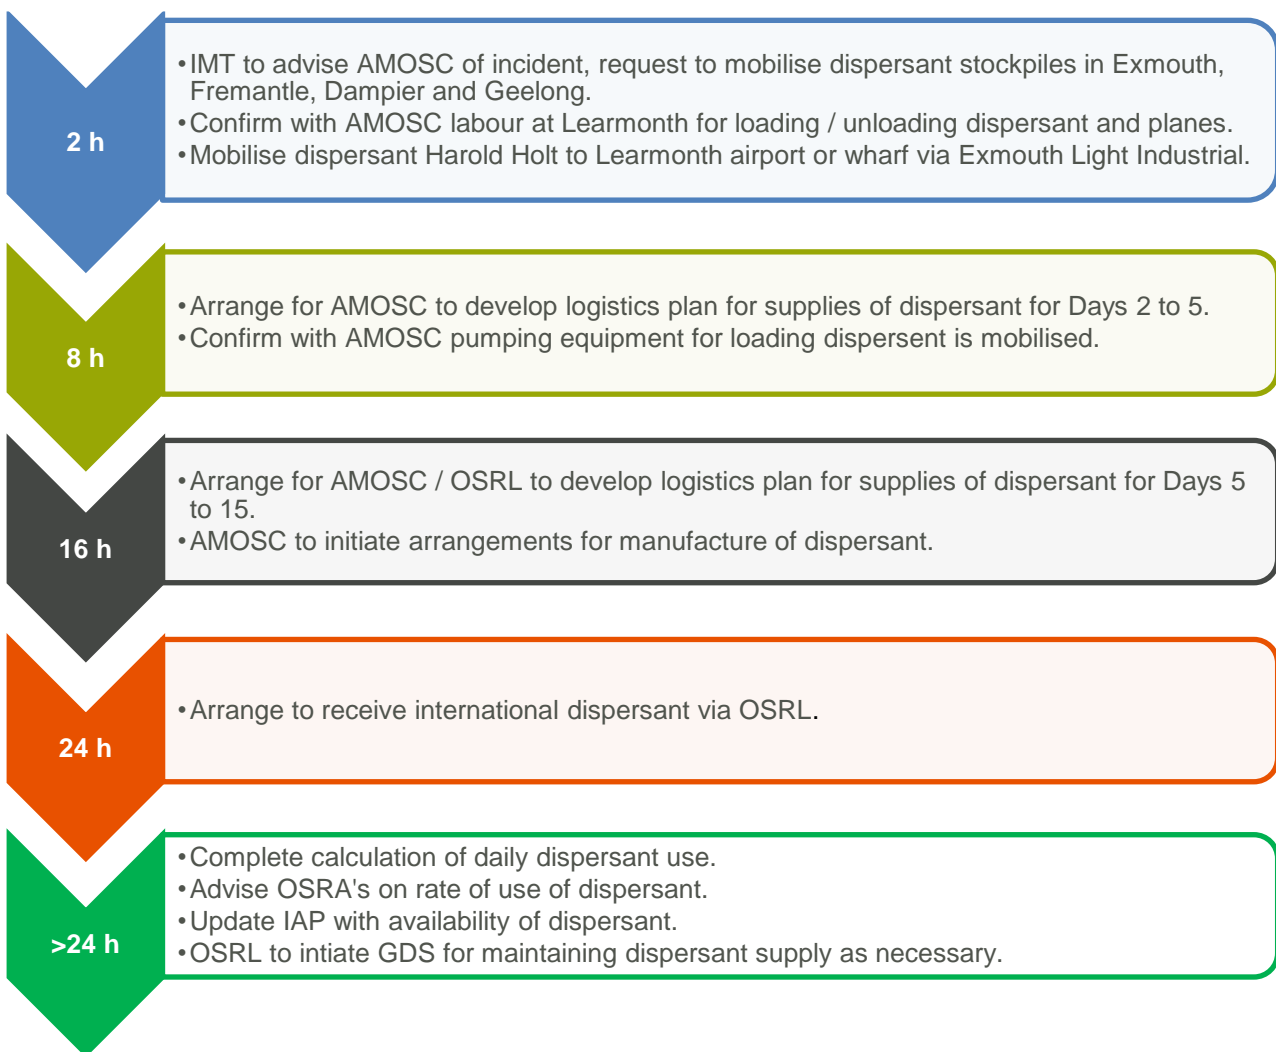 2 h
•IMT to advise AMOSC of incident, request to mobilise dispersant stockpiles in Exmouth,
Fremantle, Dampier and Geelong.
•Confirm with AMOSC labour at Learmonth for loading / unloading dispersant and planes.
•Mobilise dispersant Harold Holt to Learmonth airport or wharf via Exmouth Light Industrial.
8 h
•Arrange for AMOSC to develop logistics plan for supplies of dispersant for Days 2 to 5.
•Confirm with AMOSC pumping equipment for loading dispersent is mobilised.
16 h
•Arrange for AMOSC / OSRL to develop logistics plan for supplies of dispersant for Days 5
to 15.
•AMOSC to initiate arrangements for manufacture of dispersant.
24 h
•Arrange to receive international dispersant via OSRL.
>24 h
•Complete calculation of daily dispersant use.
•Advise OSRA's on rate of use of dispersant.
•Update IAP with availability of dispersant.
•OSRL to intiate GDS for maintaining dispersant supply as necessary.